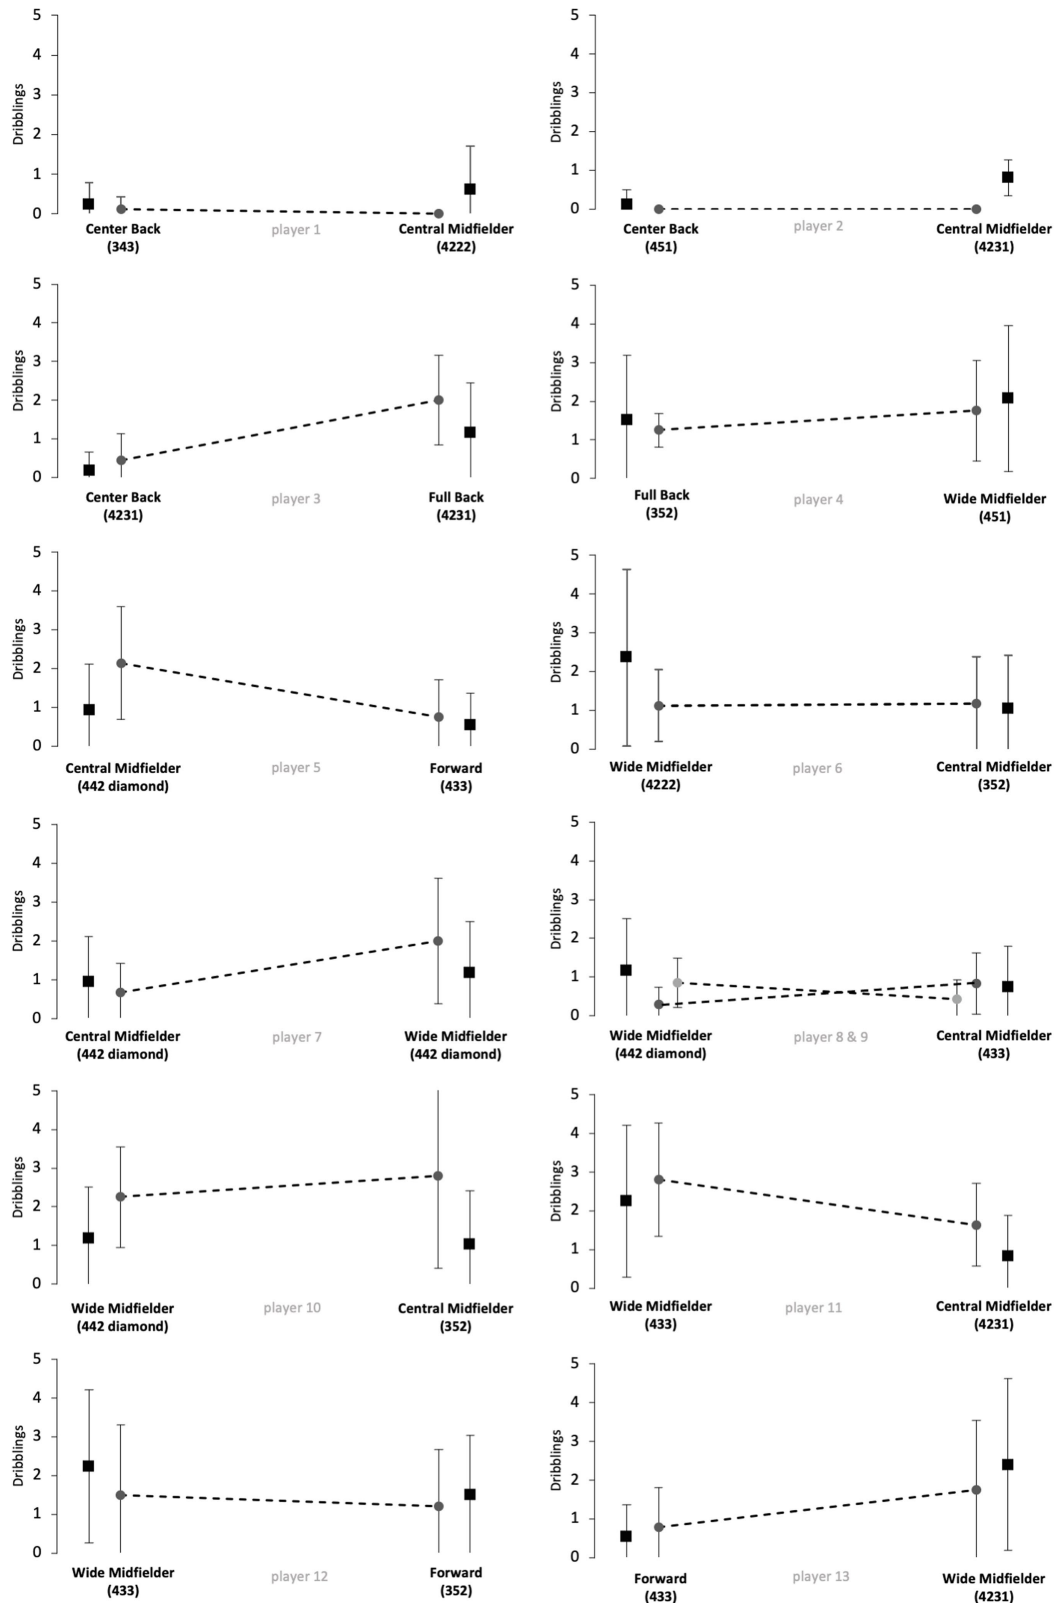 5
4
3
2
1
0
Dribblings
Center Back
(343)
player 1
Central Midfielder
(4222)
5
4
3
2
1
0
Dribblings
Center Back
(451)
player 2
Central Midfielder
(4231)
5
4
3
2
1
0
Dribblings
Center Back
(4231)
player 3
Full Back
(4231)
5
4
3
2
1
0
Dribblings
Full Back
(352)
player 4
Wide Midfielder
(451)
5
4
3
2
1
0
Dribblings
Central Midfielder
(442 diamond)
player 5
Forward
(433)
5
4
3
2
1
0
Dribblings
Wide Midfielder
(4222)
player 6
Central Midfielder
(352)
5
4
3
2
1
0
Dribblings
Central Midfielder
(442 diamond)
player 7
Wide Midfielder
(442 diamond)
5
4
3
2
1
0
Dribblings
Wide Midfielder
(442 diamond)
player 8 & 9
Central Midfielder
(433)
5
4
3
2
1
0
Dribblings
Wide Midfielder
(442 diamond)
player 10
Central Midfielder
(352)
5
4
3
2
1
0
Dribblings
Wide Midfielder
(433)
player 11
Central Midfielder
(4231)
5
4
3
2
1
0
Dribblings
Wide Midfielder
(433)
player 12
Forward
(352)
5
4
3
2
1
0
Dribblings
Forward
(433)
player 13
Wide Midfielder
(4231)